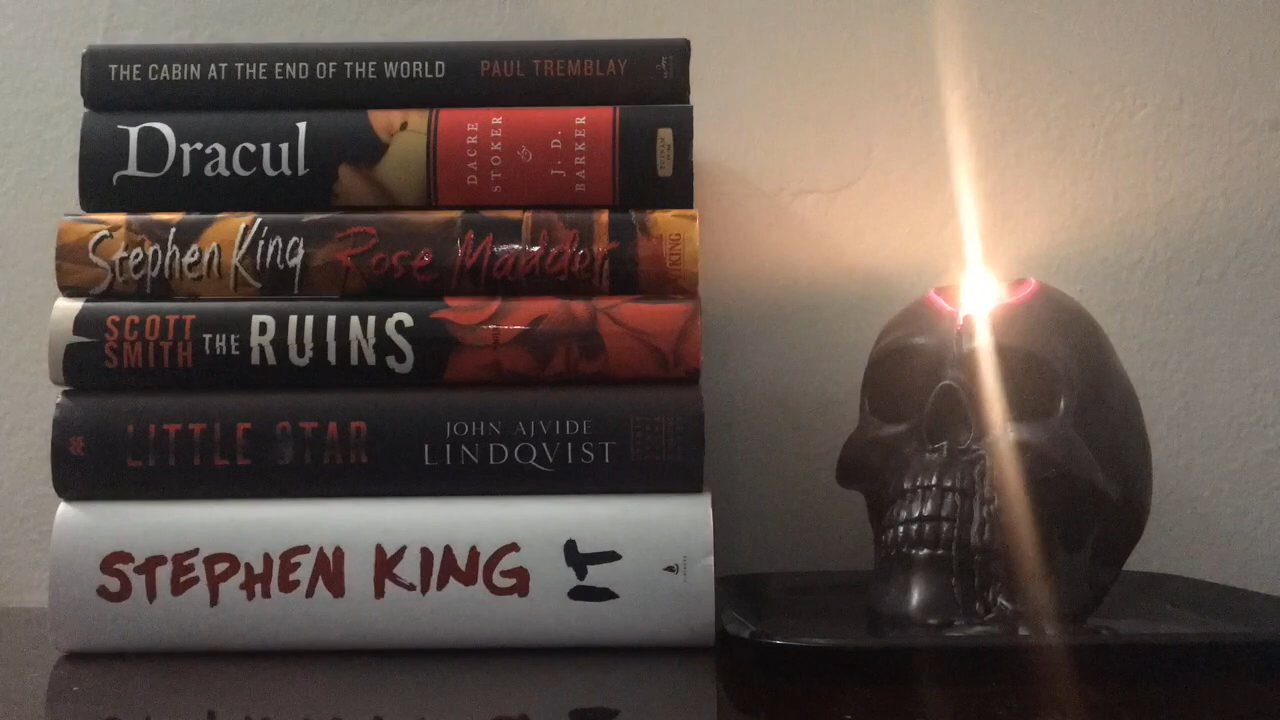 THE CABIN AT THE END OF THE WORLD PAUL TREMBLAY
Dracul
DACRE
STOKER
&
J. D.
BARKER
Stephen King Rose Madder
VIKING
SCOTT
SMITH
THE RUINS
LITTLE STAR
JOHN AJVIDE
LINDQVIST
STEPHEN KING IT